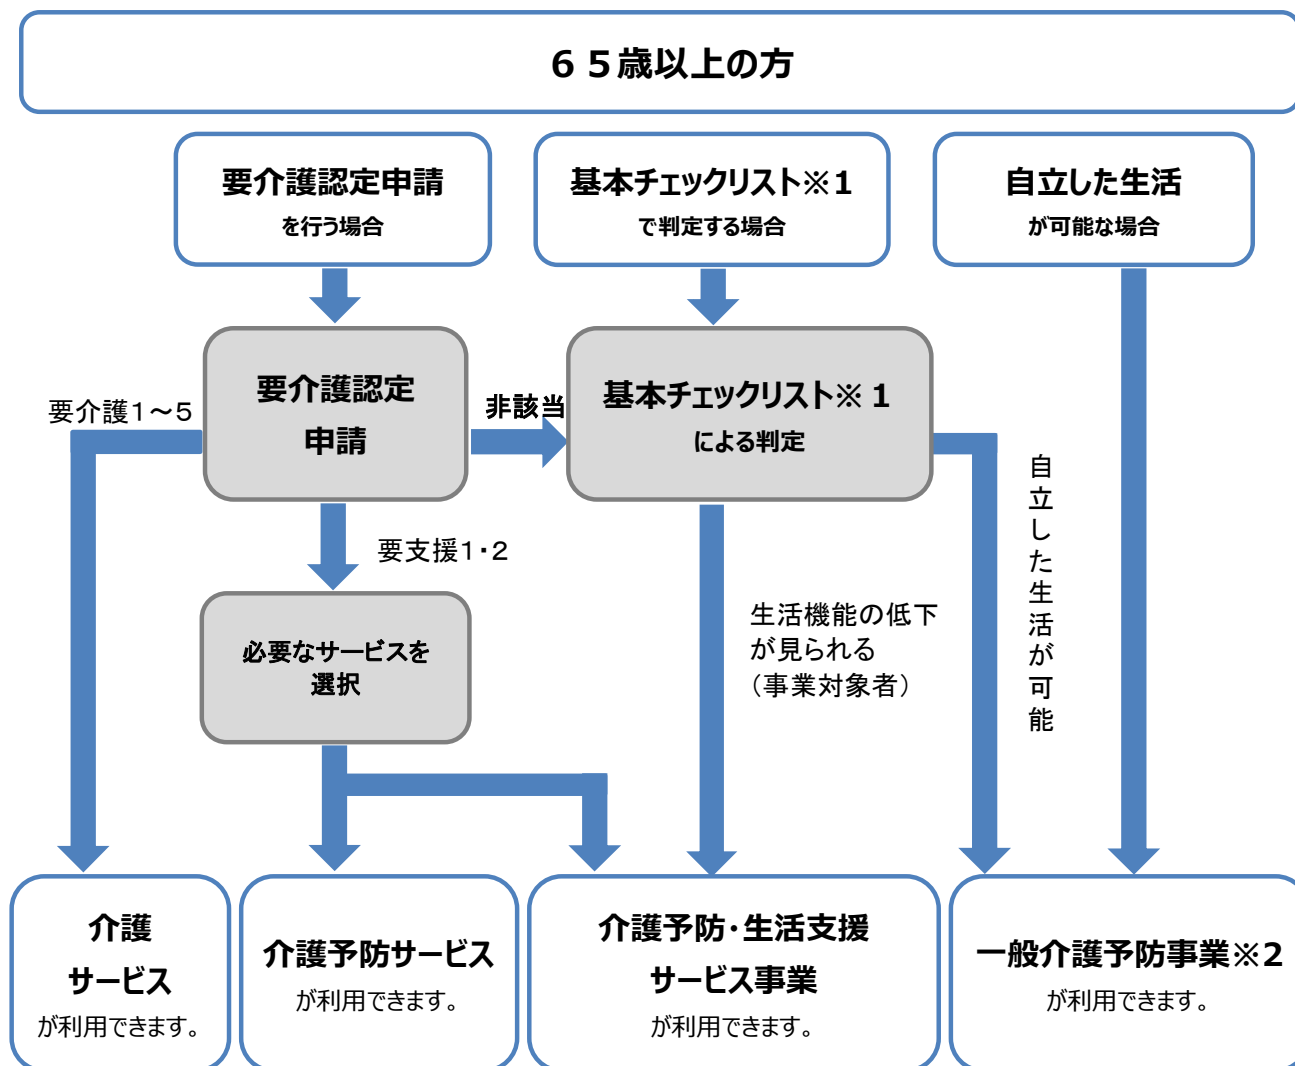 ６５歳以上の方
要介護認定申請
を行う場合
基本チェックリスト※1
で判定する場合
自立した生活
が可能な場合
要介護認定
申請
基本チェックリスト※１
による判定
要介護１～５
非該当
自立した生活が可能
要支援１・２
必要なサービスを
選択
生活機能の低下
が見られる
（事業対象者）
介護
サービス
が利用できます。
介護予防サービス
が利用できます。
介護予防・生活支援
サービス事業
が利用できます。
一般介護予防事業※2
が利用できます。